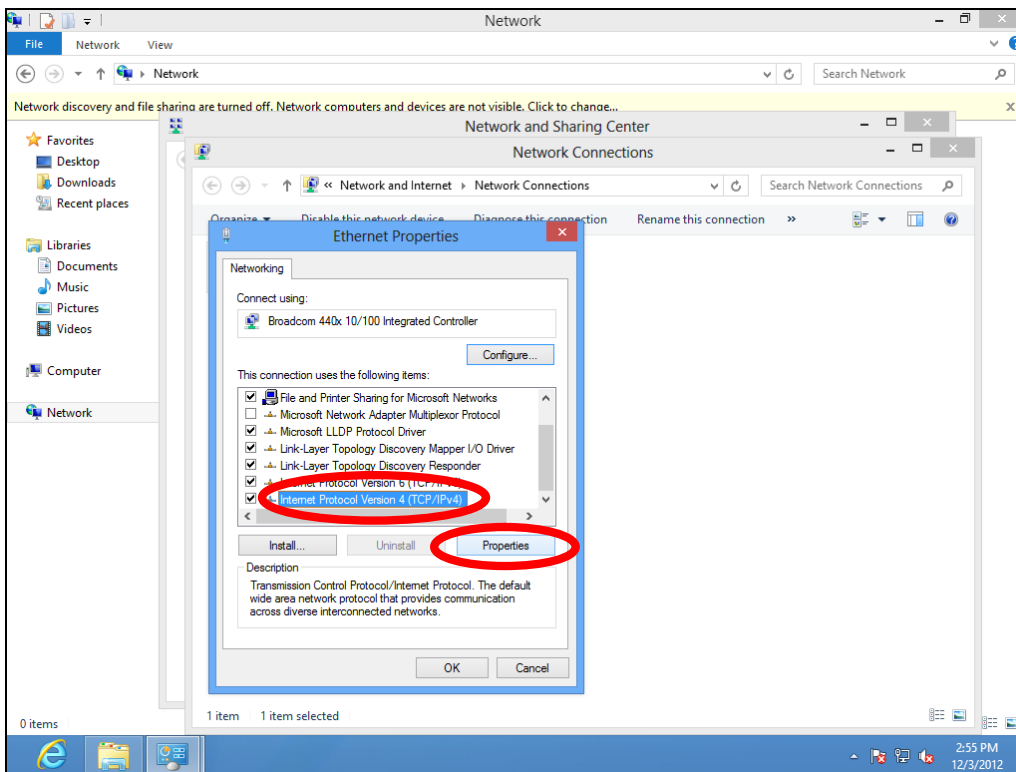 Network
File Network View
Network
Search Network
Network discovery and file sharing are turned off. Network computers and devices are not visible. Click to change...
x
Favorites
Desktop
Downloads
Recent places
Libraries
Documents
Music
Pictures
Videos
Computer
Network
Network and Sharing Center
Network Connections
« Network and Internet Network Connections
Search Network Connections
Organize Disable this network device Diagnose this connection Rename this connection »
Ethernet Properties
Networking
Connect using:
Broadcom 440x 10/100 Integrated Controller
Configure...
This connection uses the following items:
File and Printer Sharing for Microsoft Networks
Microsoft Network Adapter Multiplexor Protocol
Microsoft LLDP Protocol Driver
Link-Layer Topology Discovery Mapper I/O Driver
Link-Layer Topology Discovery Responder
Internet Protocol Version 6 (TCP/IPv6)
Internet Protocol Version 4 (TCP/IPv4)
Install... Uninstall Properties
Description
Transmission Control Protocol/Internet Protocol. The default
wide area network protocol that provides communication
across diverse interconnected networks.
OK Cancel
1 item 1 item selected
0 items
2:55 PM
12/3/2012